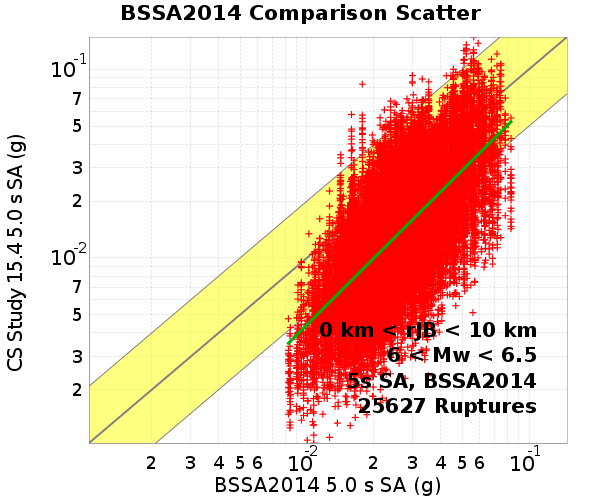 BSSA2014 Comparison Scatter
CS Study 15.4 5.0 s SA (g)
10-1
7
5
3
2
10-2
7
5
3
2
0 km < rJB < 10 km
6 < Mw < 6.5
5s SA, BSSA2014
25627 Ruptures
2 3 4 5 6 10-2 2 3 4 5 6 10-1
BSSA2014 5.0 s SA (g)